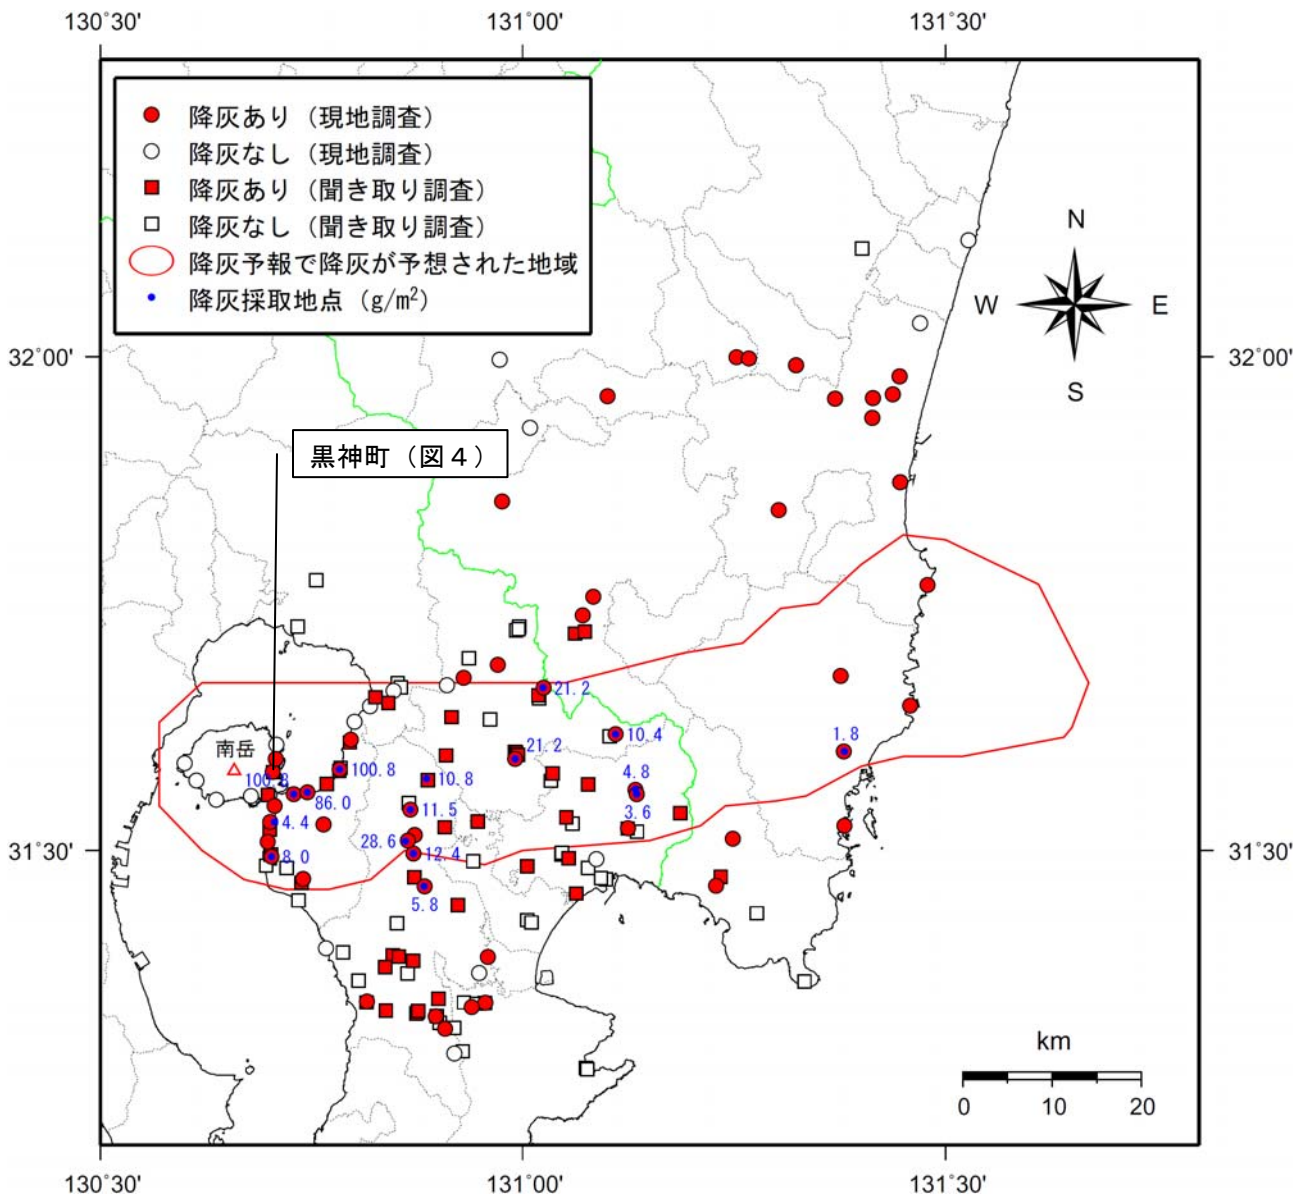 130°30' 131°00' 131°30'
降灰あり（現地調査）
降灰なし（現地調査）
降灰あり（聞き取り調査）
降灰なし（聞き取り調査）
降灰予報で降灰が予想された地域
降灰採取地点（g/m²）
N
W E
S
32°00' 32°00'
黒神町（図４）
21.2
10.4
1.8
南岳
21.2
100.8 100.8 10.8 4.8
86.0 11.5 3.6
4.4
28.6
12.4
8.0
5.8
31°30' 31°30'
km
0 10 20
130°30' 131°00' 131°30'